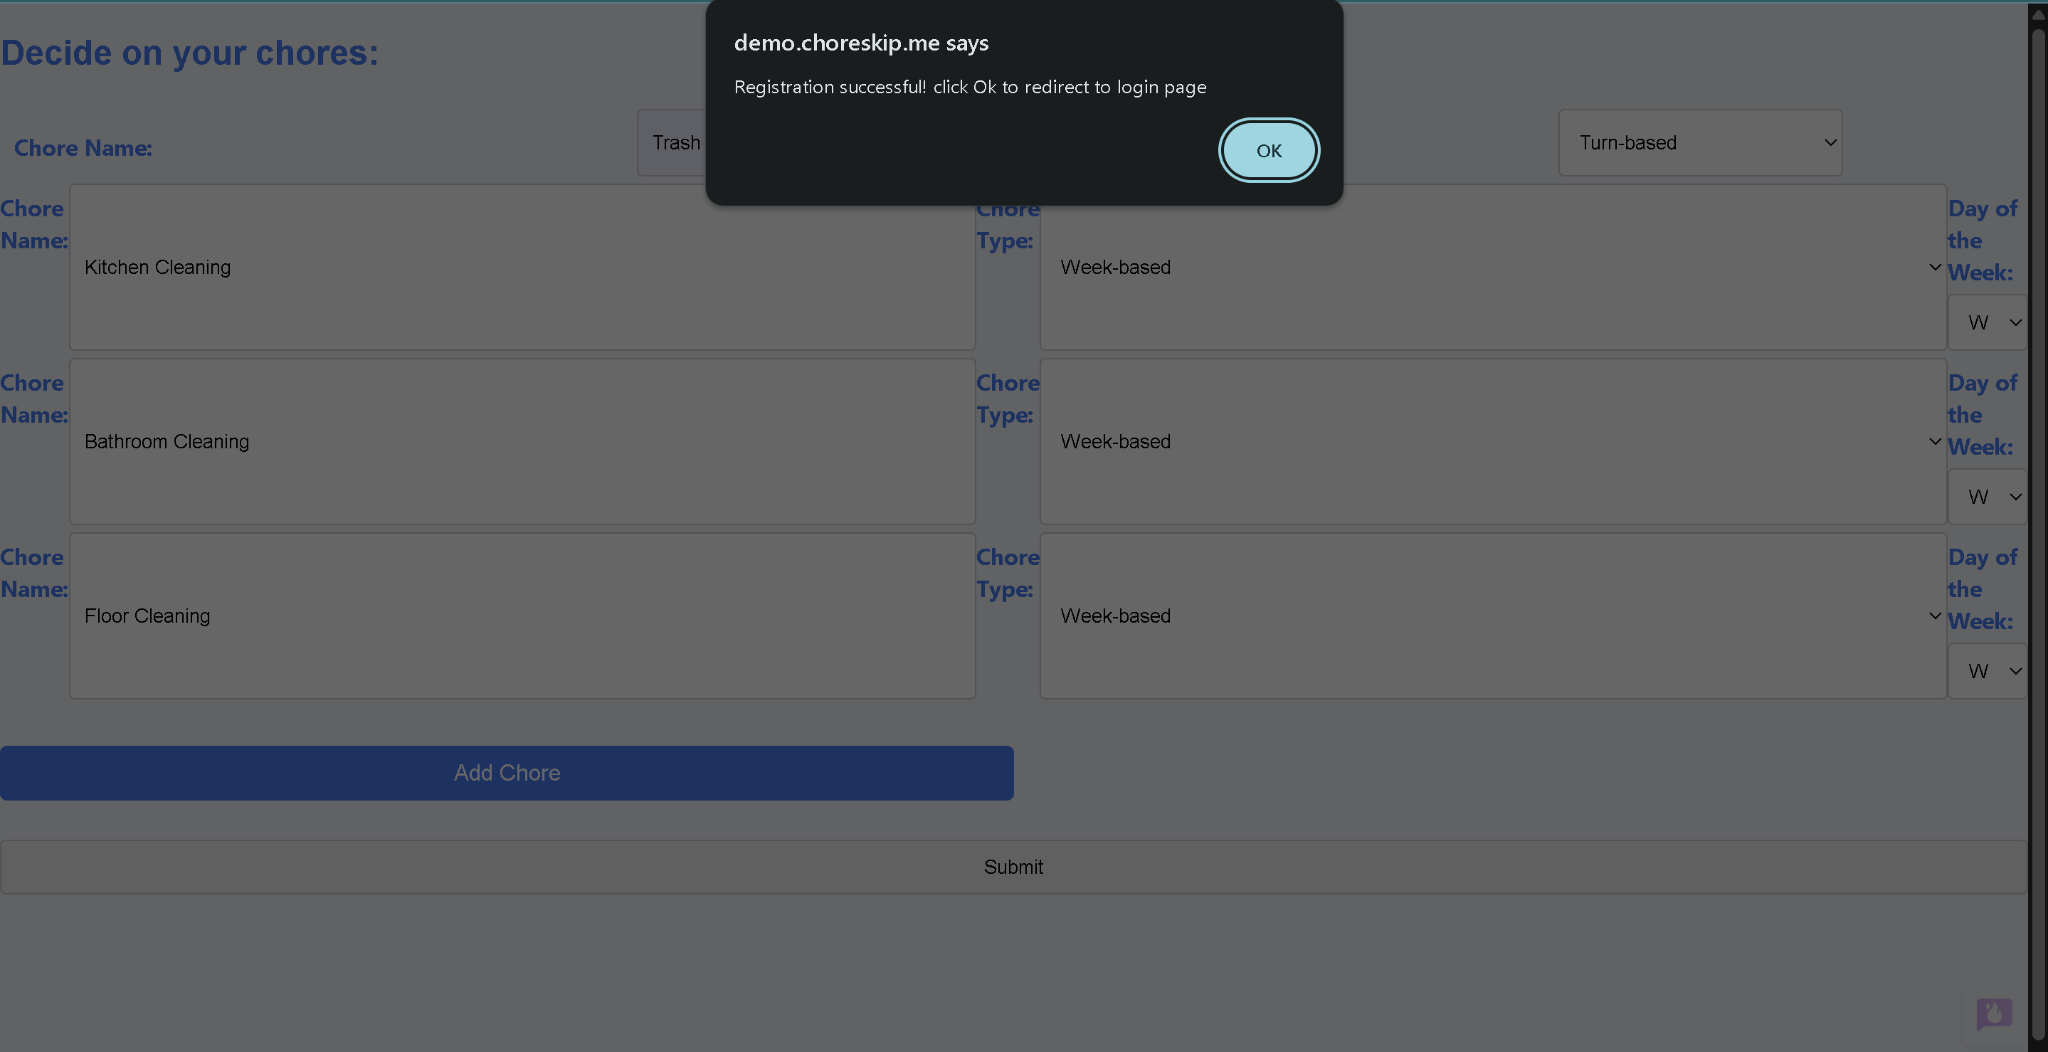 demo.choreskip.me says
Registration successful! click Ok to redirect to login page
OK
Decide on your chores:
Chore Name:
Trash
Turn-based
Chore
Name:
Kitchen Cleaning
Chore
Type:
Week-based
Day of
the
Week:
W
Chore
Name:
Bathroom Cleaning
Chore
Type:
Week-based
Day of
the
Week:
W
Chore
Name:
Floor Cleaning
Chore
Type:
Week-based
Day of
the
Week:
W
Add Chore
Submit